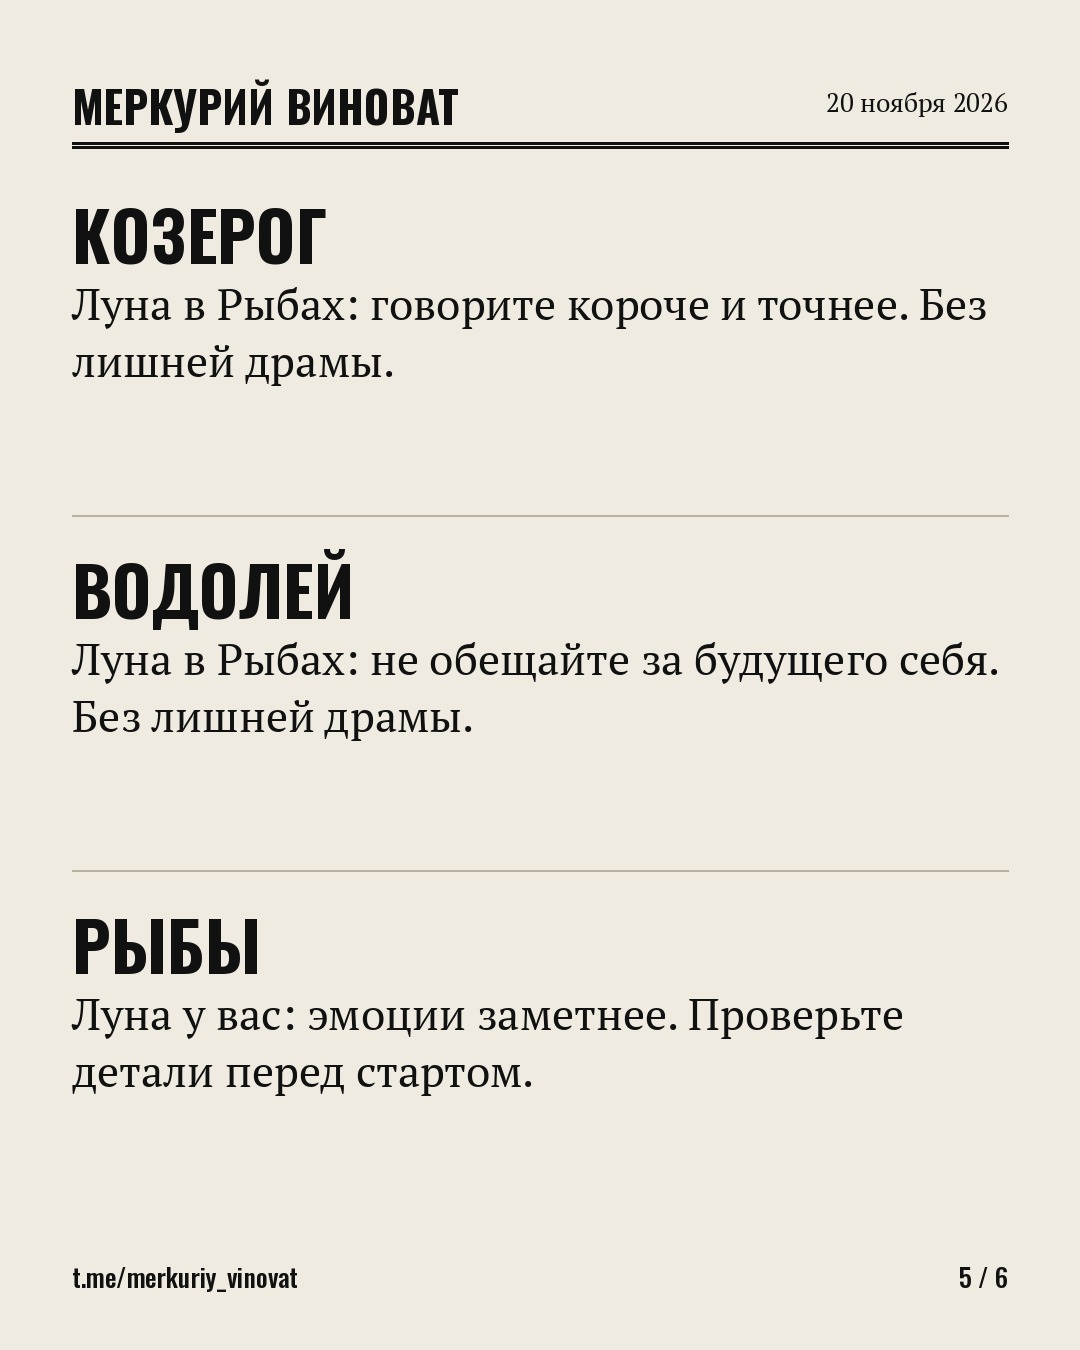 МЕРКУРИЙ ВИНОВАТ
20 ноября 2026
КОЗЕРОГ
Луна в Рыбах: говорите короче и точнее. Без
лишней драмы.
ВОДОЛЕЙ
Луна в Рыбах: не обещайте за будущего себя.
Без лишней драмы.
РЫБЫ
Луна у вас: эмоции заметнее. Проверьте
детали перед стартом.
t.me/merkuriy_vinovat
5 / 6